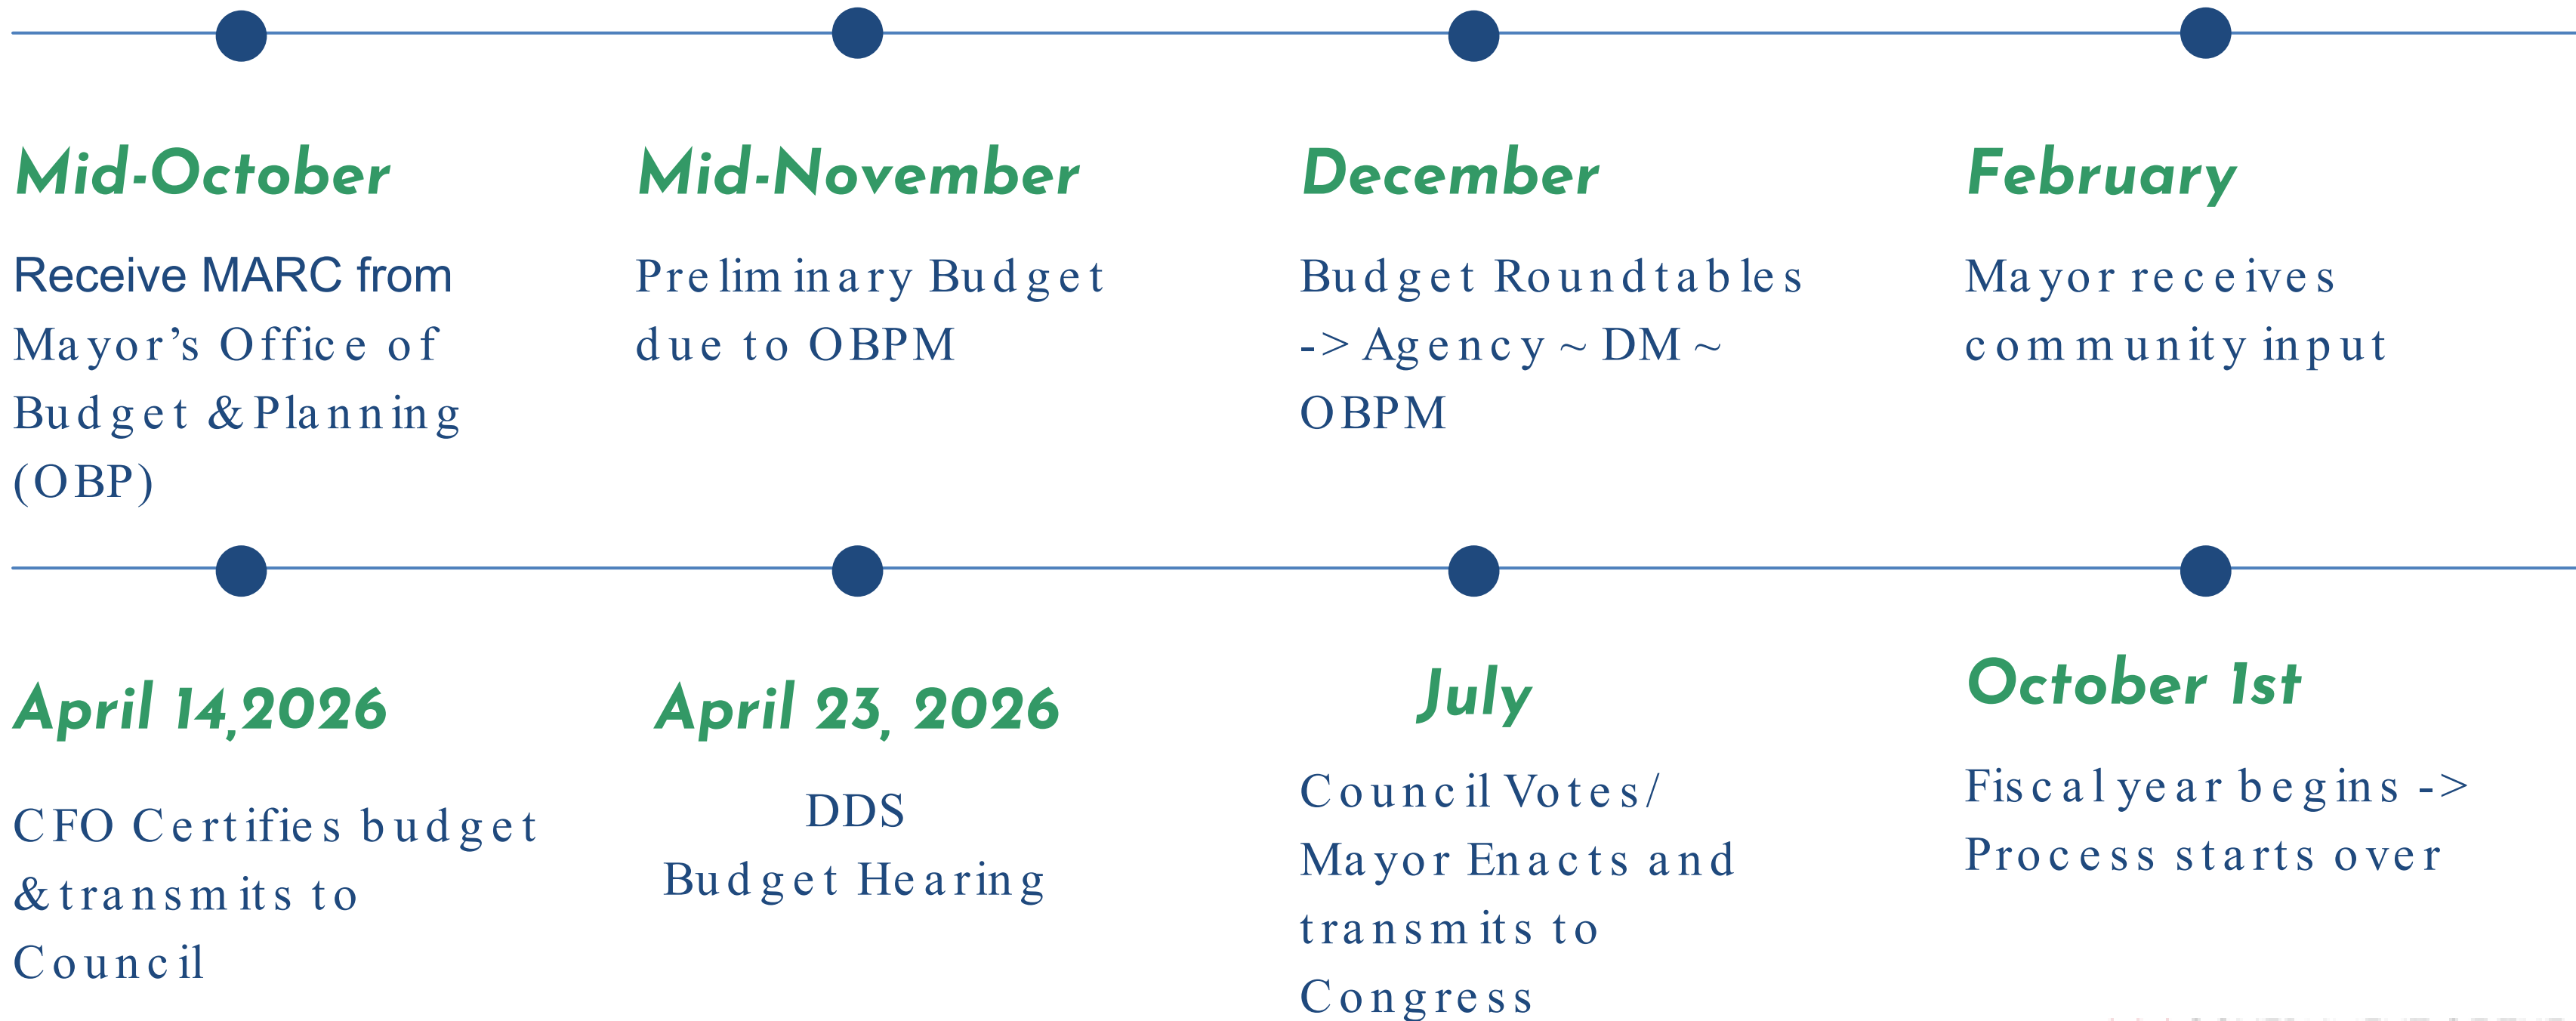 Mid-October
Receive MARC from
Mayor’s Office of
Budget & Planning
(OBP)
Mid-November
Preliminary Budget
due to OBPM
December
Budget Roundtables
-> Agency ~ DM ~
OBPM
February
Mayor receives
community input
April 14,2026
CFO Certifies budget
& transmits to
Council
April 23, 2026
DDS
Budget Hearing
July
Council Votes/
Mayor Enacts and
transmits to
Congress
October 1st
Fiscal year begins ->
Process starts over